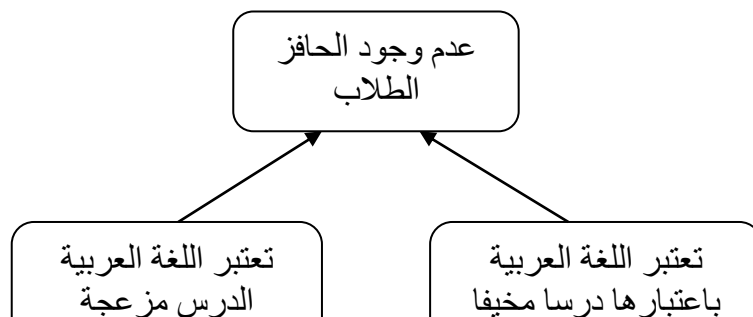 عدم وجود الحافز
الطلاب
تعتبر اللغة العربية
باعتبارها درسا مخيفا
تعتبر اللغة العربية
الدرس مزعجة